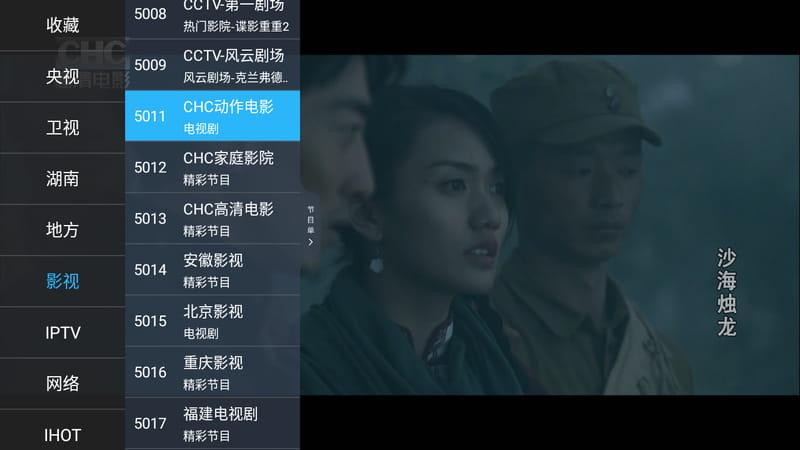 收藏
央视
卫视
湖南
地方
影视
IPTV
网络
IHOT
CHC
高清电影
5008
CCTV-第一剧场
热门影院-谍影重重2
5009
CCTV-风云剧场
风云剧场-克兰弗德..
5011
CHC动作电影
电视剧
5012
CHC家庭影院
精彩节目
5013
CHC高清电影
精彩节目
5014
安徽影视
精彩节目
5015
北京影视
电视剧
5016
重庆影视
精彩节目
5017
福建电视剧
精彩节目
节目单
沙海烛龙